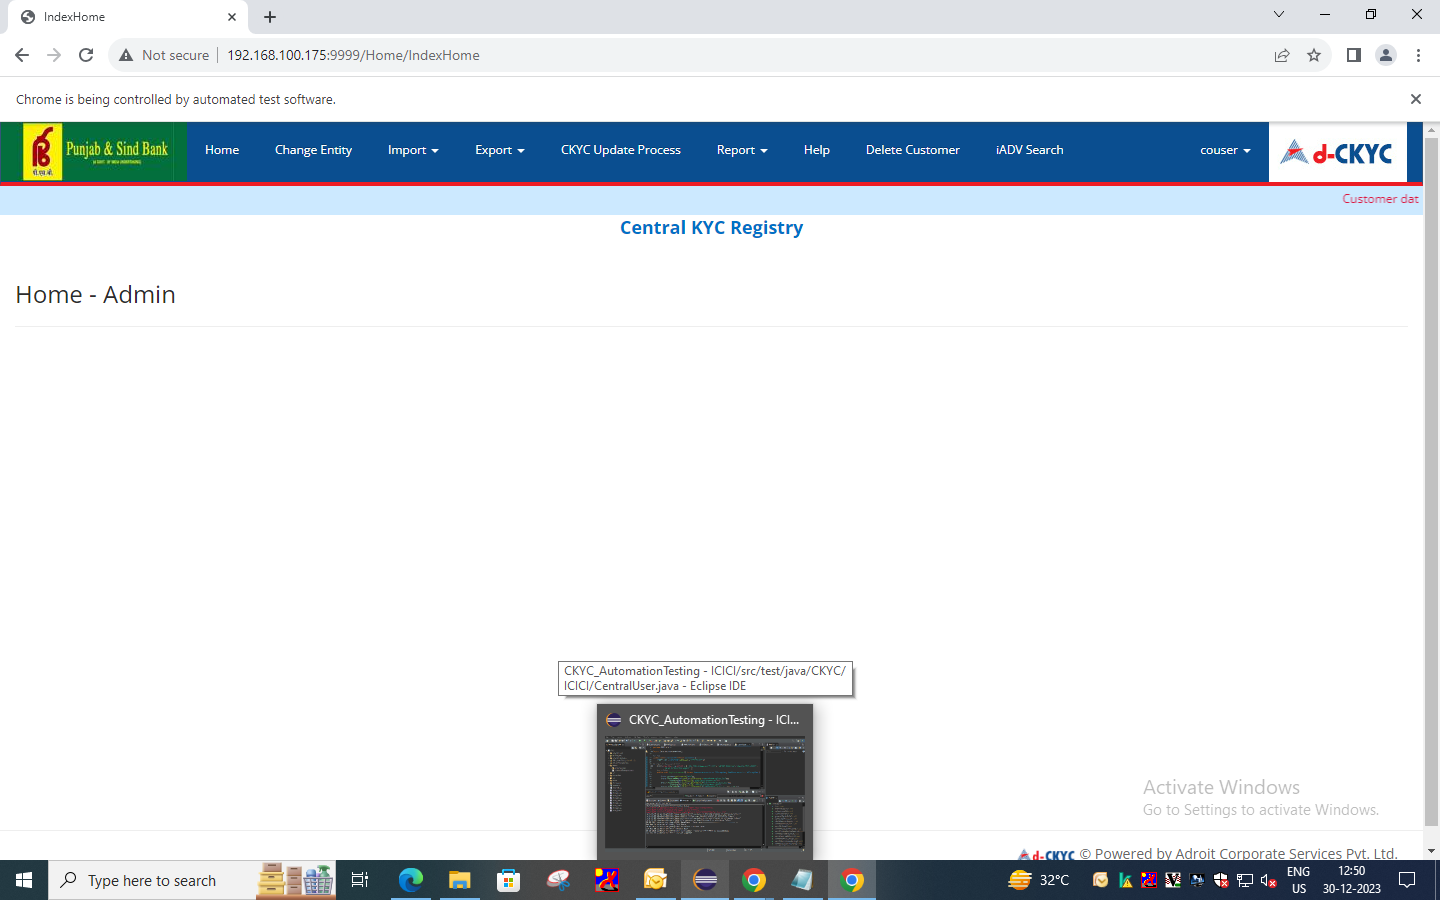 IndexHome
Not secure
192.168.100.175:9999/Home/IndexHome
Chrome is being controlled by automated test software.
Punjab & Sind Bank
Home
Change Entity
Import
Export
CKYC Update Process
Report
Help
Delete Customer
iADV Search
couser
d-CKYC
Customer dat
Central KYC Registry
Home - Admin
CKYC_AutomationTesting - ICICI/src/test/java/CKYC/
ICICI/CentralUser.java - Eclipse IDE
CKYC_AutomationTesting - ICI...
Activate Windows
Go to Settings to activate Windows.
d-CKYC © Powered by Adroit Corporate Services Pvt. Ltd.
Type here to search
32°C
ENG
US
12:50
30-12-2023